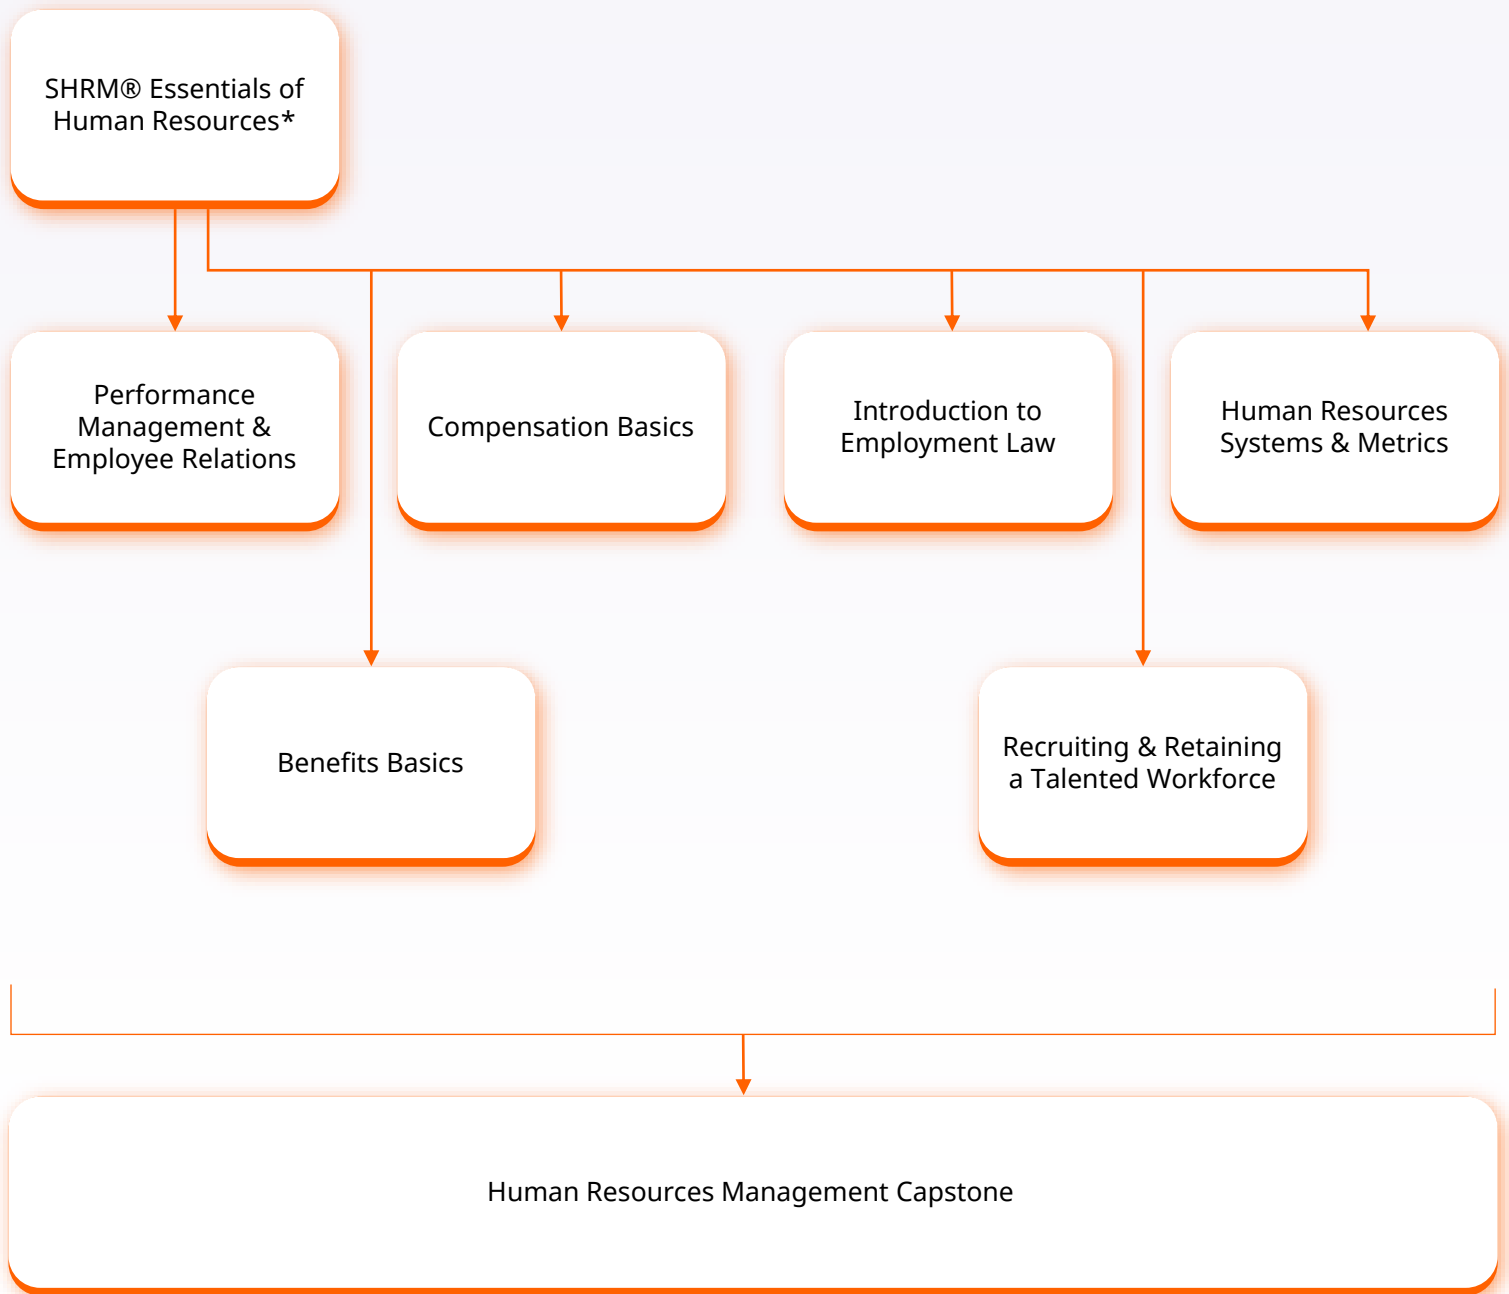 SHRM® Essentials of
Human Resources*
Performance
Management &
Employee Relations
Compensation Basics
Introduction to
Employment Law
Human Resources
Systems & Metrics
Benefits Basics
Recruiting & Retaining
a Talented Workforce
Human Resources Management Capstone